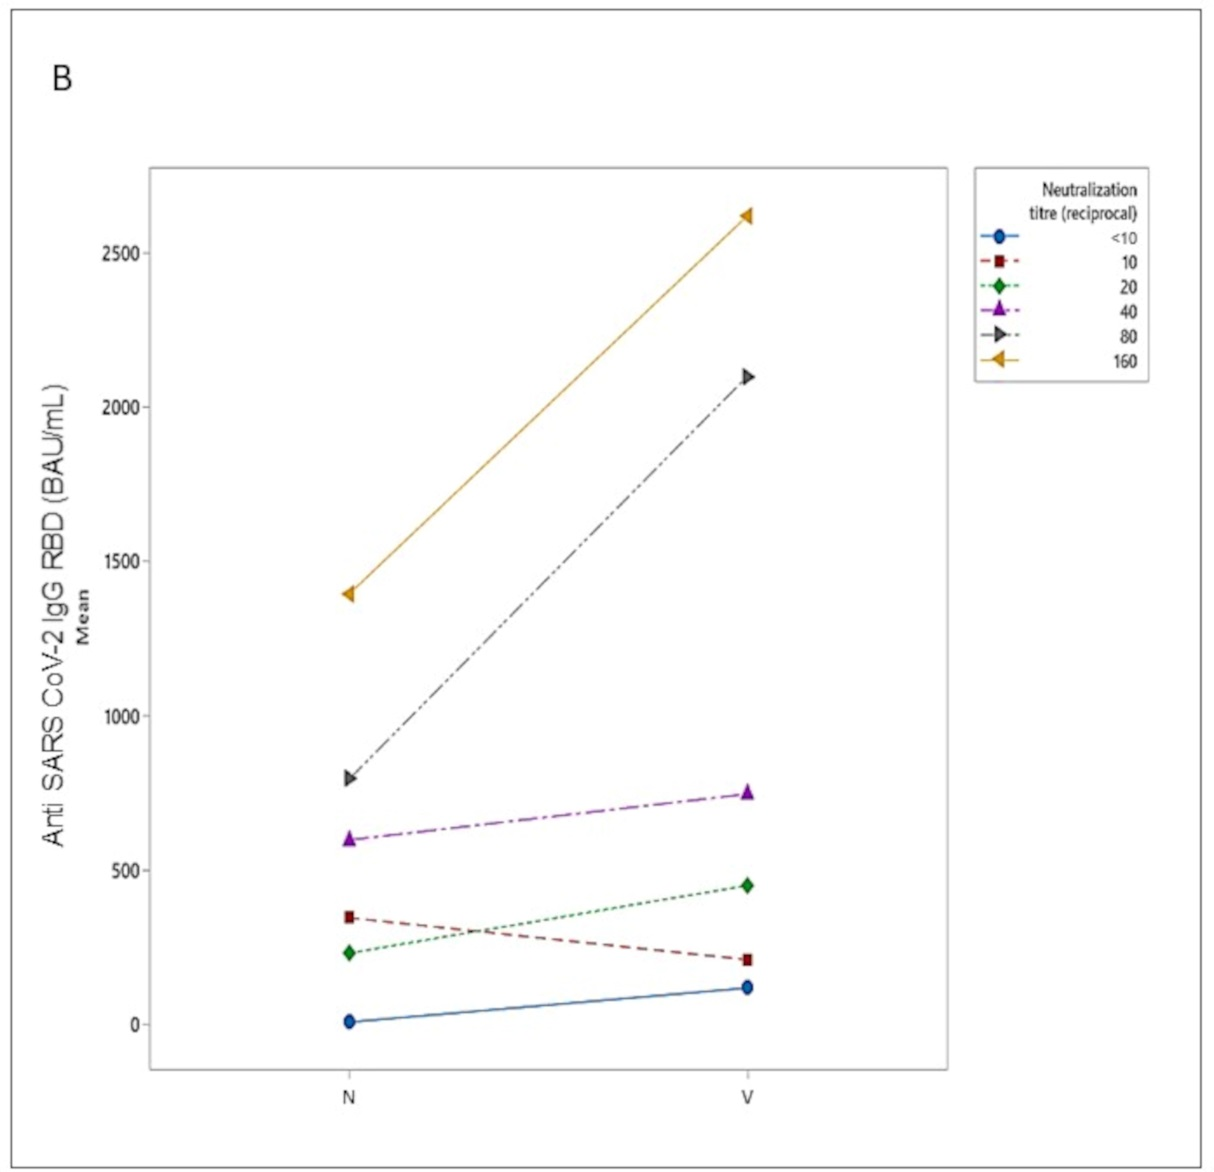 B
Neutralization
titre (reciprocal)
<10
10
20
40
80
160
2500
2000
1500
1000
500
0
Anti SARS CoV-2 IgG RBD (BAU/mL)
Mean
N
V